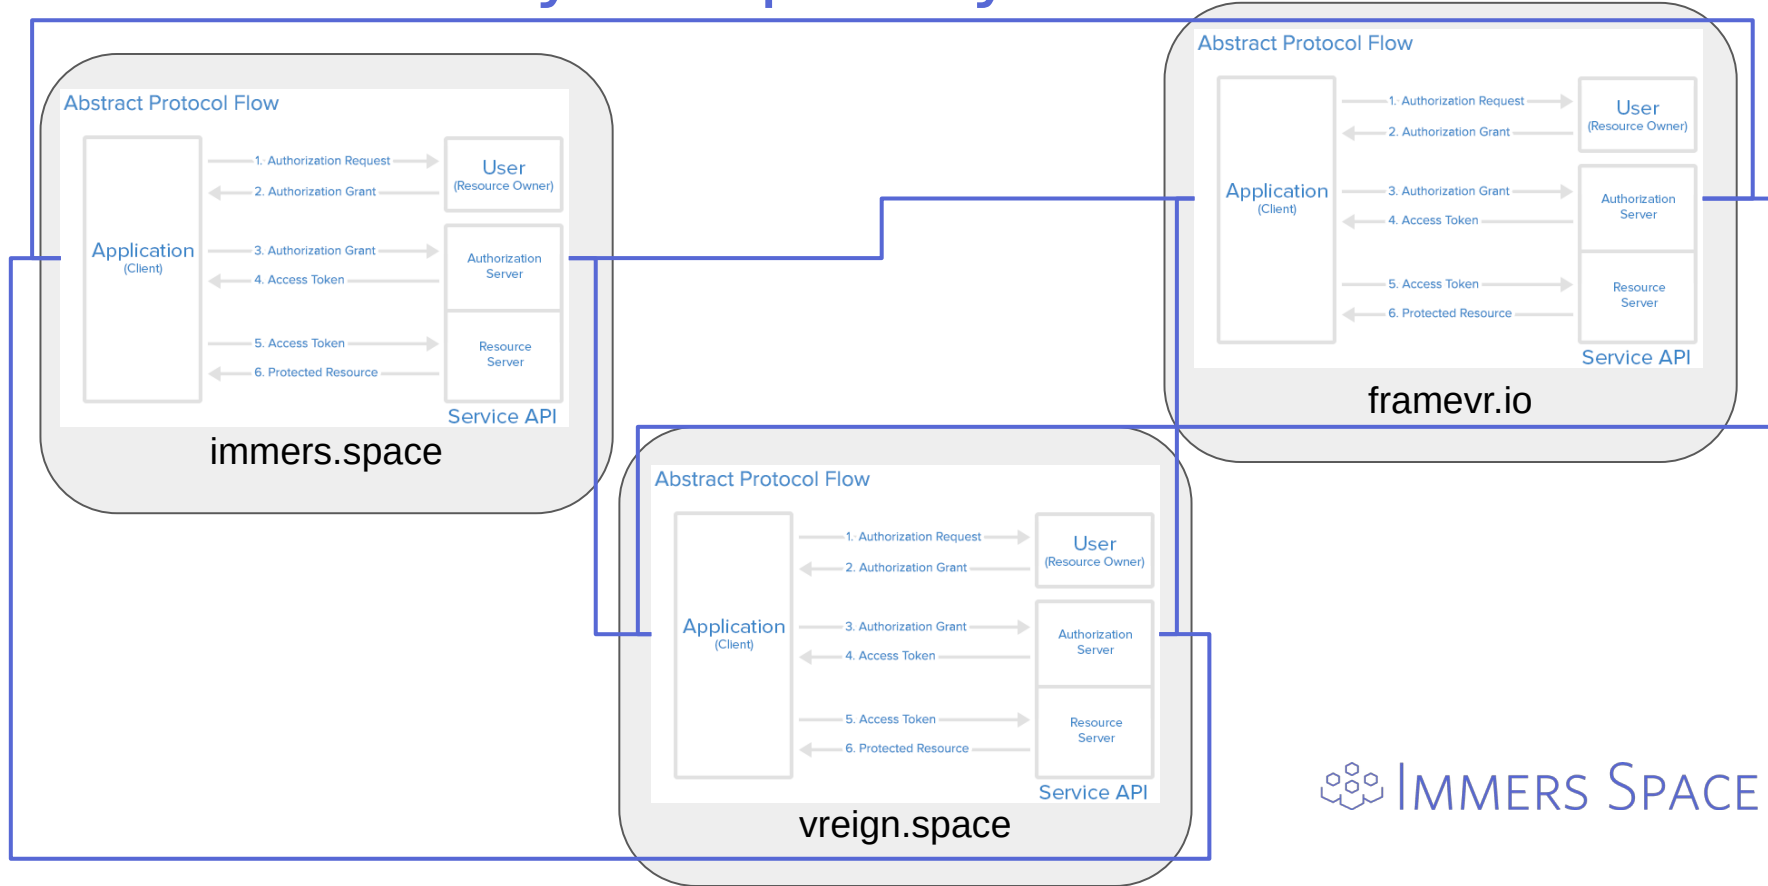 Abstract Protocol Flow
Application
(Client)
1. Authorization Request
2. Authorization Grant
3. Authorization Grant
4. Access Token
5. Access Token
6. Protected Resource
User
(Resource Owner)
Authorization
Server
Resource
Server
Service API
immers.space
Abstract Protocol Flow
Application
(Client)
1. Authorization Request
2. Authorization Grant
3. Authorization Grant
4. Access Token
5. Access Token
6. Protected Resource
User
(Resource Owner)
Authorization
Server
Resource
Server
Service API
framevr.io
Abstract Protocol Flow
Application
(Client)
1. Authorization Request
2. Authorization Grant
3. Authorization Grant
4. Access Token
5. Access Token
6. Protected Resource
User
(Resource Owner)
Authorization
Server
Resource
Server
Service API
vreign.space
IMMERS SPACE